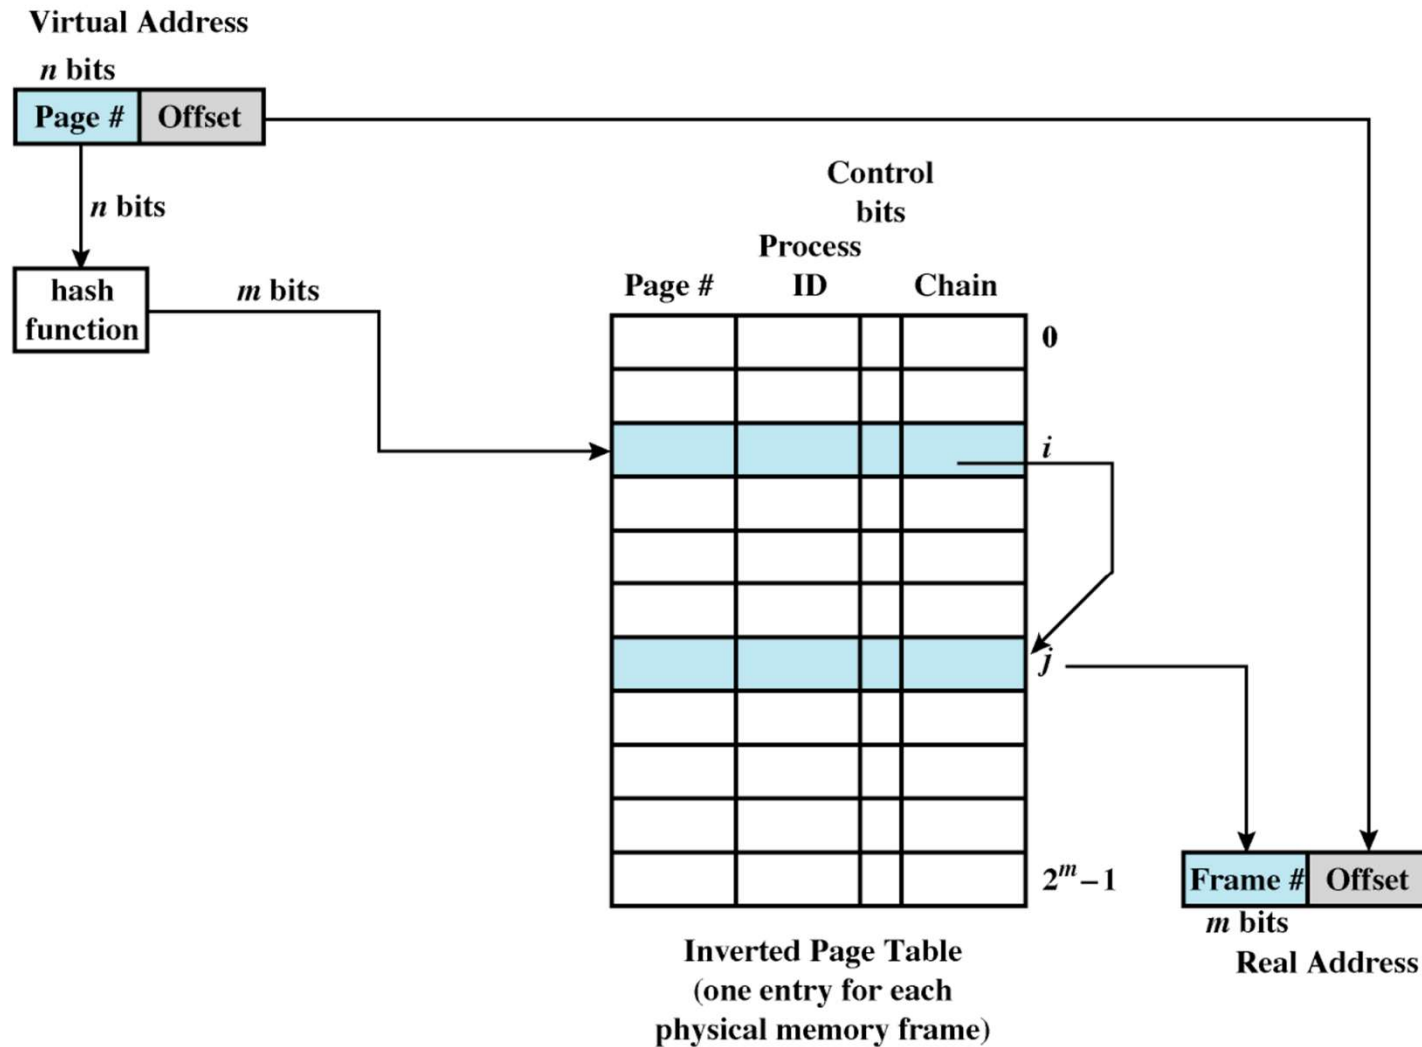 Virtual Address
n bits
Page # Offset
n bits
hash
function
m bits
Control
bits
Process
Page # ID Chain
0
i
j
2^m – 1
Frame # Offset
m bits
Real Address
Inverted Page Table
(one entry for each
physical memory frame)